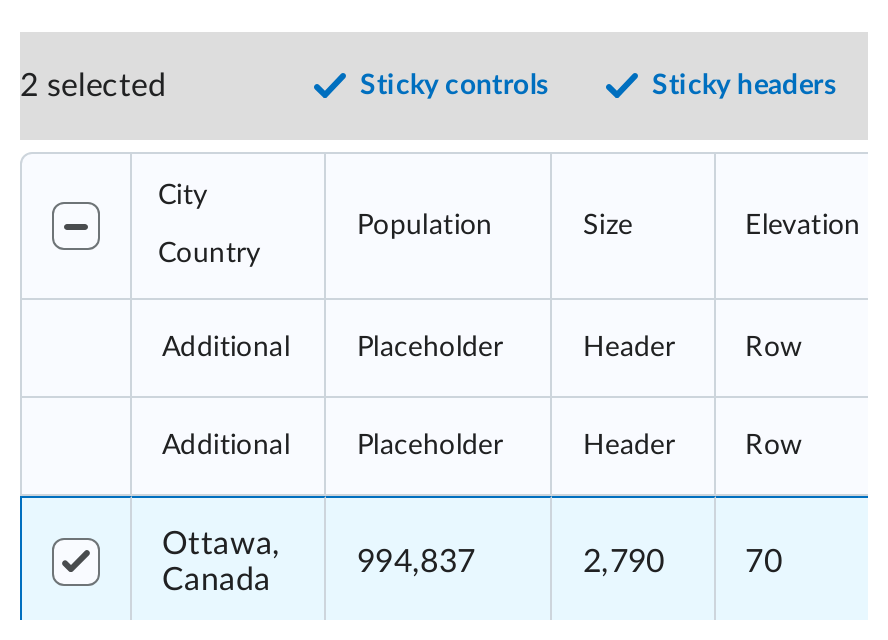 2 selected Sticky controls Sticky headers
City
Country
Population Size Elevation
Additional Placeholder Header Row
Additional Placeholder Header Row
Ottawa,
Canada
994,837 2,790 70